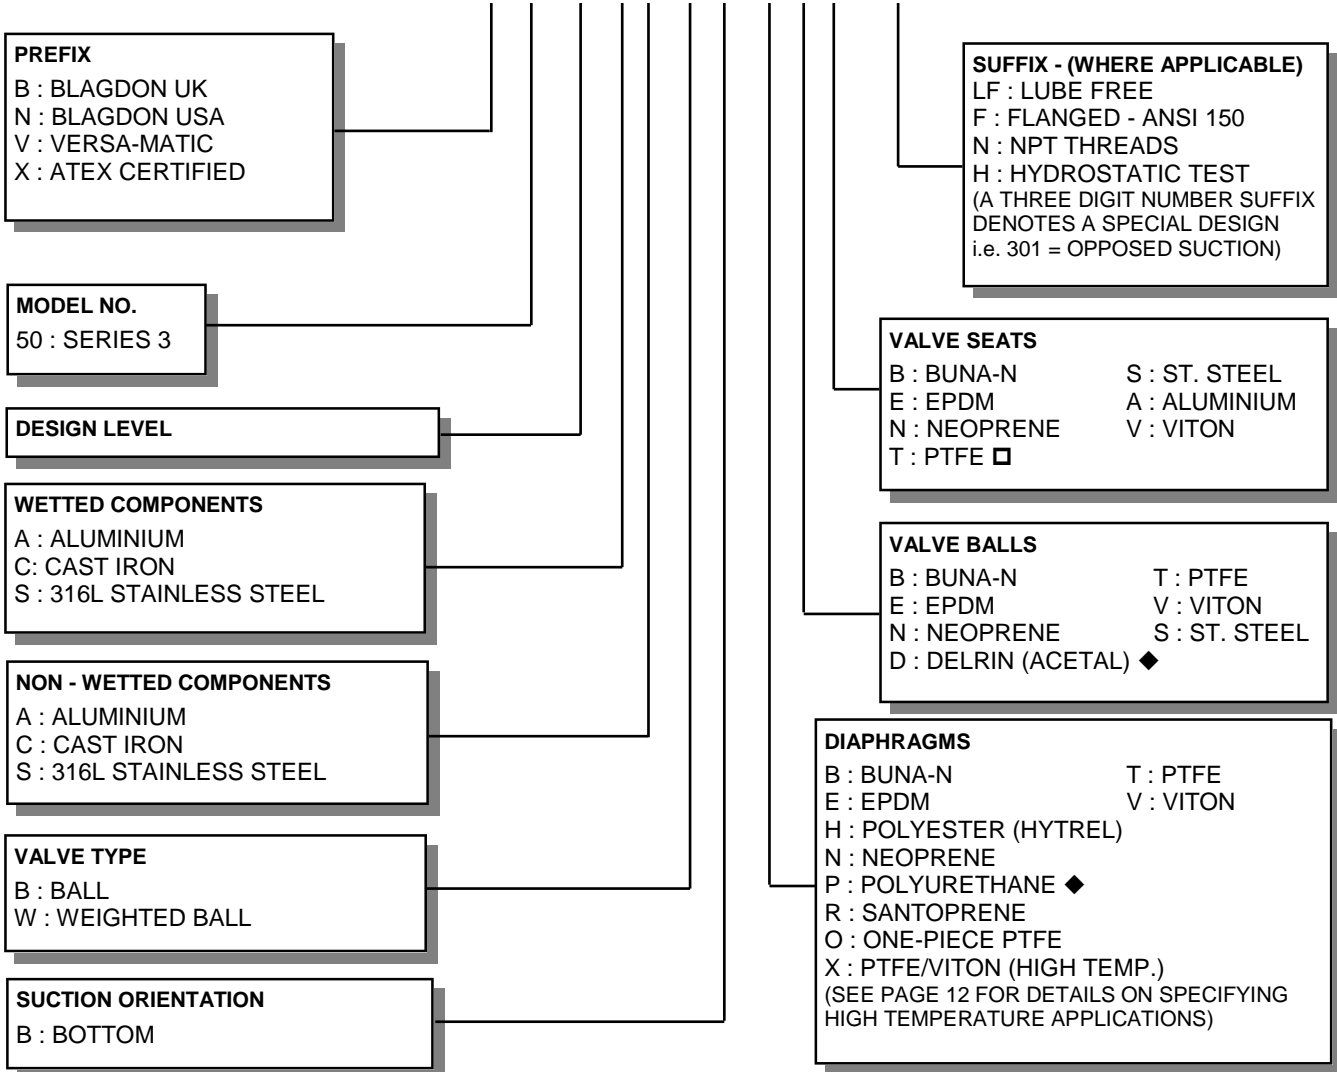 PREFIX
B : BLAGDON UK
N : BLAGDON USA
V : VERSA-MATIC
X : ATEX CERTIFIED
MODEL NO.
50 : SERIES 3
DESIGN LEVEL
WETTED COMPONENTS
A : ALUMINIUM
C: CAST IRON
S : 316L STAINLESS STEEL
NON - WETTED COMPONENTS
A : ALUMINIUM
C : CAST IRON
S : 316L STAINLESS STEEL
VALVE TYPE
B : BALL
W : WEIGHTED BALL
SUCTION ORIENTATION
B : BOTTOM
SUFFIX - (WHERE APPLICABLE)
LF : LUBE FREE
F : FLANGED - ANSI 150
N : NPT THREADS
H : HYDROSTATIC TEST
(A THREE DIGIT NUMBER SUFFIX
DENOTES A SPECIAL DESIGN
i.e. 301 = OPPOSED SUCTION)
VALVE SEATS
B : BUNA-N S : ST. STEEL
E : EPDM A : ALUMINIUM
N : NEOPRENE V : VITON
T : PTFE
VALVE BALLS
B : BUNA-N T : PTFE
E : EPDM V : VITON
N : NEOPRENE S : ST. STEEL
D : DELRIN (ACETAL) ◆
DIAPHRAGMS
B : BUNA-N T : PTFE
E : EPDM V : VITON
H : POLYESTER (HYTREL)
N : NEOPRENE
P : POLYURETHANE ◆
R : SANTOPRENE
O : ONE-PIECE PTFE
X : PTFE/VITON (HIGH TEMP.)
(SEE PAGE 12 FOR DETAILS ON SPECIFYING
HIGH TEMPERATURE APPLICATIONS)